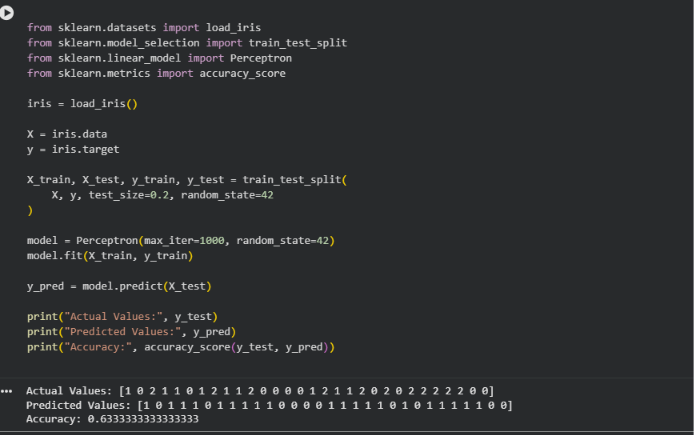 from sklearn.datasets import load_iris
from sklearn.model_selection import train_test_split
from sklearn.linear_model import Perceptron
from sklearn.metrics import accuracy_score
iris = load_iris()
X = iris.data
y = iris.target
X_train, X_test, y_train, y_test = train_test_split(
    X, y, test_size=0.2, random_state=42
)
model = Perceptron(max_iter=1000, random_state=42)
model.fit(X_train, y_train)
y_pred = model.predict(X_test)
print("Actual Values:", y_test)
print("Predicted Values:", y_pred)
print("Accuracy:", accuracy_score(y_test, y_pred))
Actual Values: [1 0 2 1 1 0 1 2 1 1 2 0 0 0 0 1 2 1 1 2 0 2 0 2 2 2 2 2 0 0]
Predicted Values: [1 0 1 1 1 0 1 1 1 1 1 0 0 0 0 1 1 1 1 1 0 1 0 1 1 1 1 1 0 0]
Accuracy: 0.6333333333333333